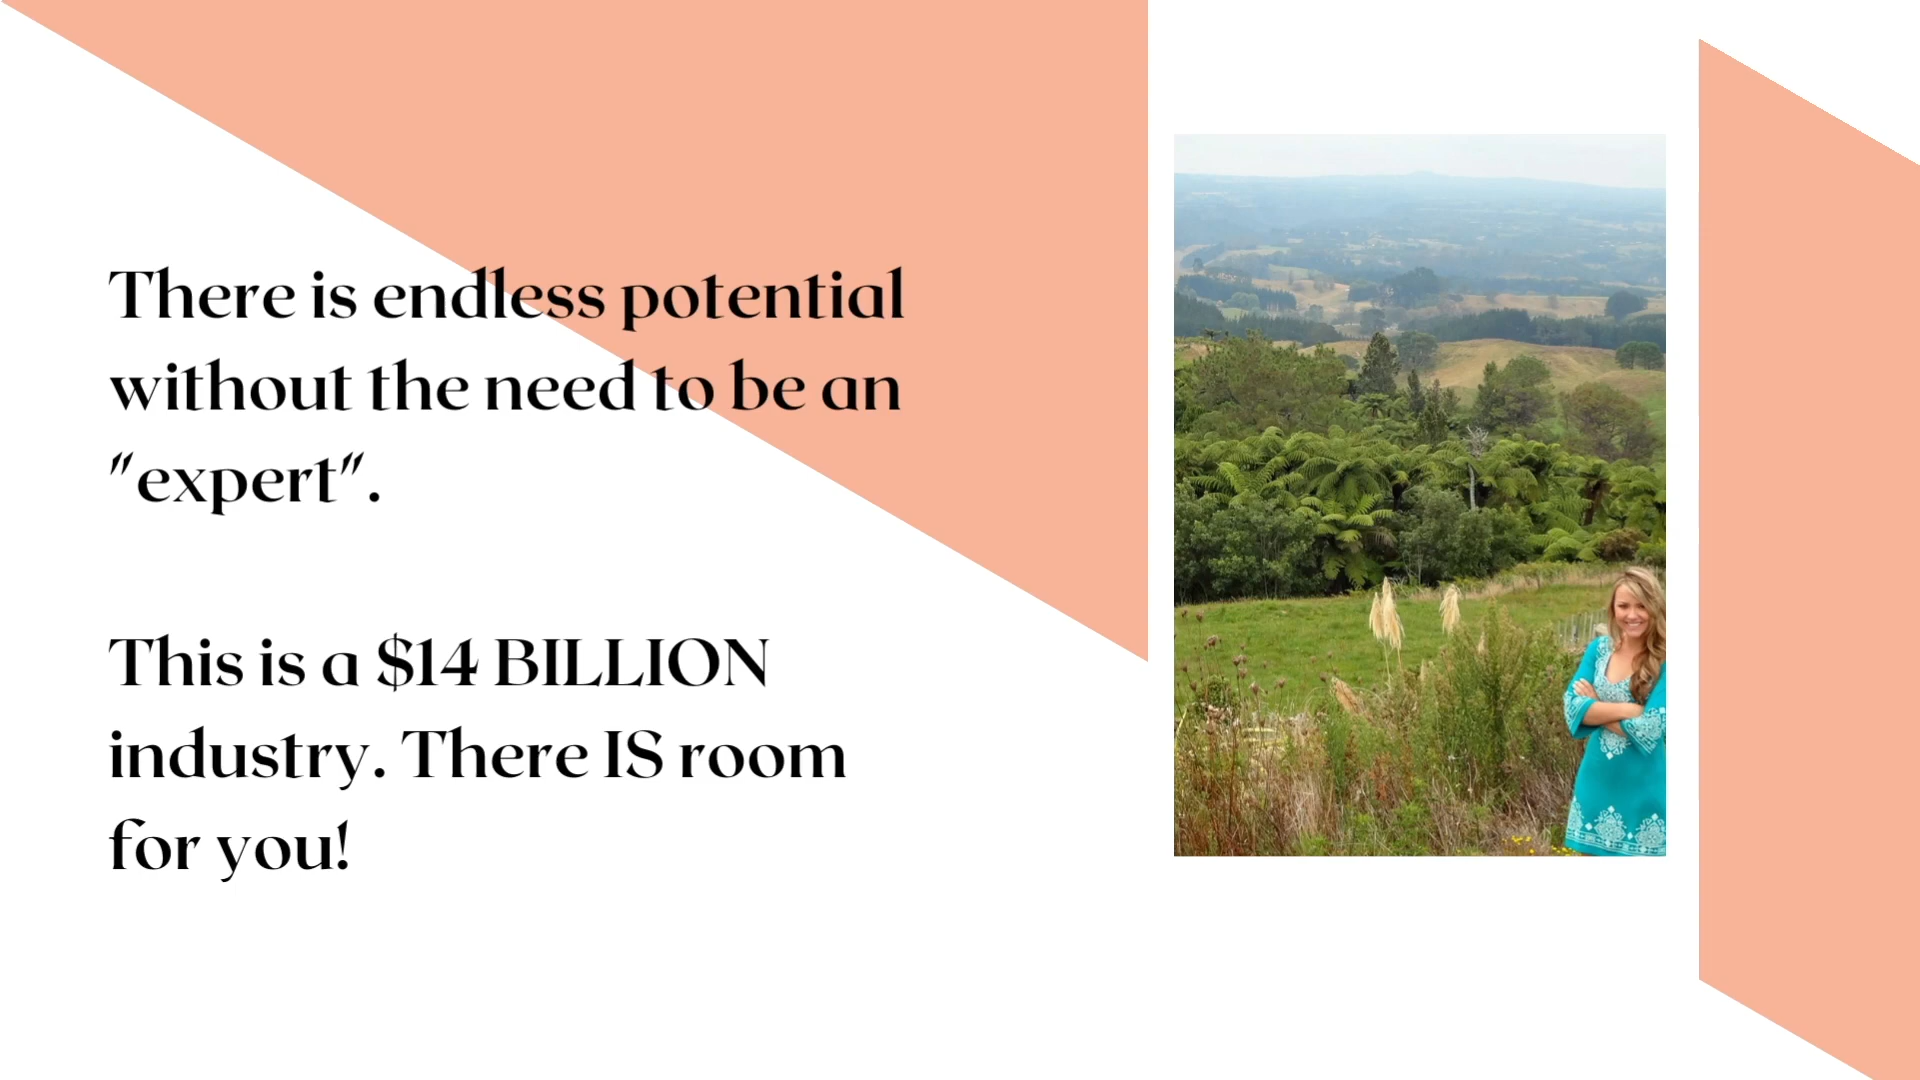 There is endless potential
without the need to be an
"expert".
This is a $14 BILLION
industry. There IS room
for you!